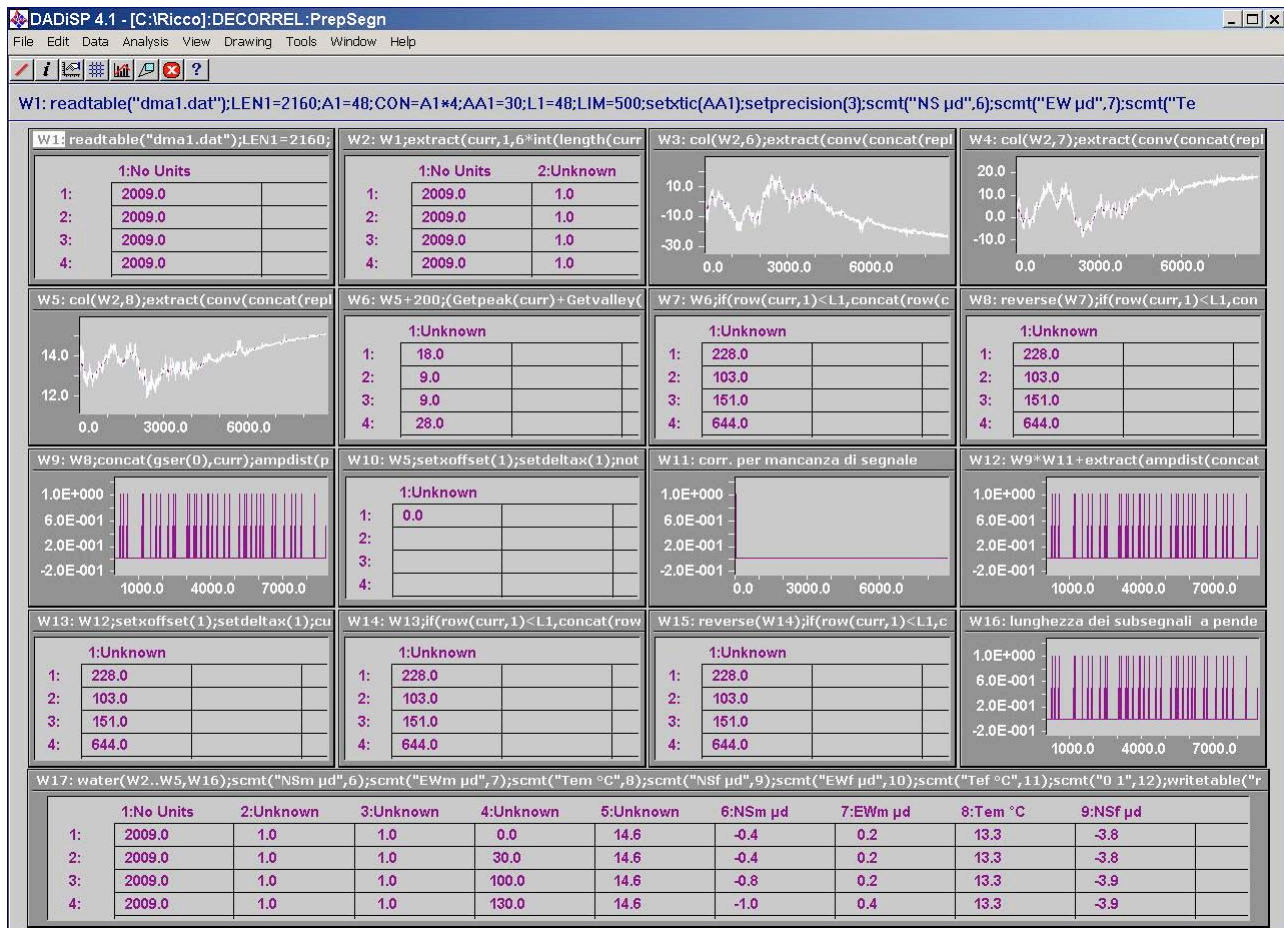 DADiSP 4.1 - [C:\Ricco]:DECORREL:PrepSegn
File Edit Data Analysis View Drawing Tools Window Help
W1: readtable("dma1.dat");LEN1=2160;A1=48;CON=A1*4;AA1=30;L1=48;LIM=500;setxtic(AA1);setprecision(3);scmt("NS µd",6);scmt("EW µd",7);scmt("Te
W1: readtable("dma1.dat");LEN1=2160;
1:No Units
1: 2009.0
2: 2009.0
3: 2009.0
4: 2009.0
W2: W1;extract(curr,1,6*int(length(curr
1:No Units 2:Unknown
1: 2009.0 1.0
2: 2009.0 1.0
3: 2009.0 1.0
4: 2009.0 1.0
W3: col(W2,6);extract(conv(concat(repl
10.0
-10.0
-30.0
0.0 3000.0 6000.0
W4: col(W2,7);extract(conv(concat(repl
20.0
10.0
0.0
-10.0
0.0 3000.0 6000.0
W5: col(W2,8);extract(conv(concat(repl
14.0
12.0
0.0 3000.0 6000.0
W6: W5+200;(Getpeak(curr)+Getvalley(
1:Unknown
1: 18.0
2: 9.0
3: 9.0
4: 28.0
W7: W6;if(row(curr,1)<L1,concat(row(c
1:Unknown
1: 228.0
2: 103.0
3: 151.0
4: 644.0
W8: reverse(W7);if(row(curr,1)<L1,con
1:Unknown
1: 228.0
2: 103.0
3: 151.0
4: 644.0
W9: W8;concat(gser(0),curr);ampdist(p
1.0E+000
6.0E-001
2.0E-001
-2.0E-001
1000.0 4000.0 7000.0
W10: W5;setxoffset(1);setdeltax(1);not
1:Unknown
1: 0.0
2:
3:
4:
W11: corr. per mancanza di segnale
1.0E+000
6.0E-001
2.0E-001
-2.0E-001
0.0 3000.0 6000.0
W12: W9*W11+extract(ampdist(concat
1.0E+000
6.0E-001
2.0E-001
-2.0E-001
1000.0 4000.0 7000.0
W13: W12;setxoffset(1);setdeltax(1);cu
1:Unknown
1: 228.0
2: 103.0
3: 151.0
4: 644.0
W14: W13;if(row(curr,1)<L1,concat(row
1:Unknown
1: 228.0
2: 103.0
3: 151.0
4: 644.0
W15: reverse(W14);if(row(curr,1)<L1,c
1:Unknown
1: 228.0
2: 103.0
3: 151.0
4: 644.0
W16: lunghezza dei subsegnali a pende
1.0E+000
6.0E-001
2.0E-001
-2.0E-001
1000.0 4000.0 7000.0
W17: water(W2..W5,W16);scmt("NSm µd",6);scmt("EWm µd",7);scmt("Tem °C",8);scmt("NSf µd",9);scmt("EWf µd",10);scmt("Tef °C",11);scmt("0 1",12);writetable("r
1:No Units 2:Unknown 3:Unknown 4:Unknown 5:Unknown 6:NSm µd 7:EWm µd 8:Tem °C 9:NSf µd
1: 2009.0 1.0 1.0 0.0 14.6 -0.4 0.2 13.3 -3.8
2: 2009.0 1.0 1.0 30.0 14.6 -0.4 0.2 13.3 -3.8
3: 2009.0 1.0 1.0 100.0 14.6 -0.8 0.2 13.3 -3.9
4: 2009.0 1.0 1.0 130.0 14.6 -1.0 0.4 13.3 -3.9